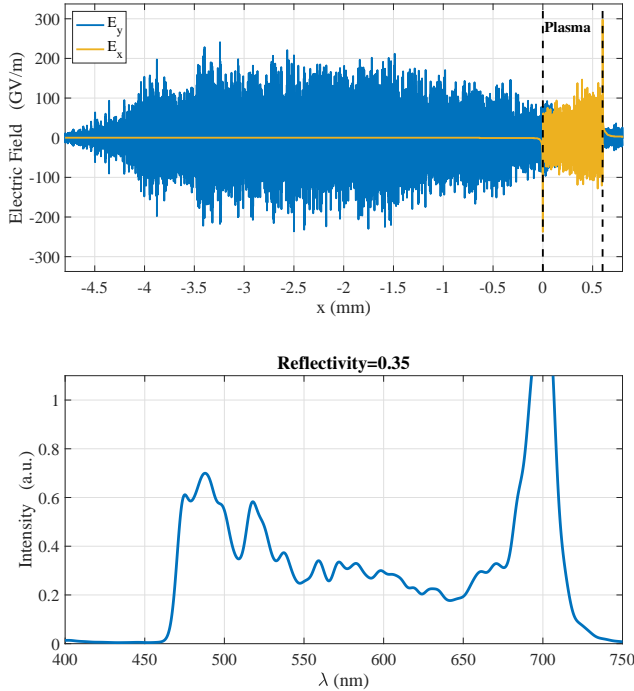 300
200
100
0
-100
-200
-300
Electric Field (GV/m)
E_y
E_x
Plasma
-4.5 -4 -3.5 -3 -2.5 -2 -1.5 -1 -0.5 0 0.5
x (mm)
Reflectivity=0.35
1
0.8
0.6
0.4
0.2
0
Intensity (a.u.)
400 450 500 550 600 650 700 750
λ (nm)